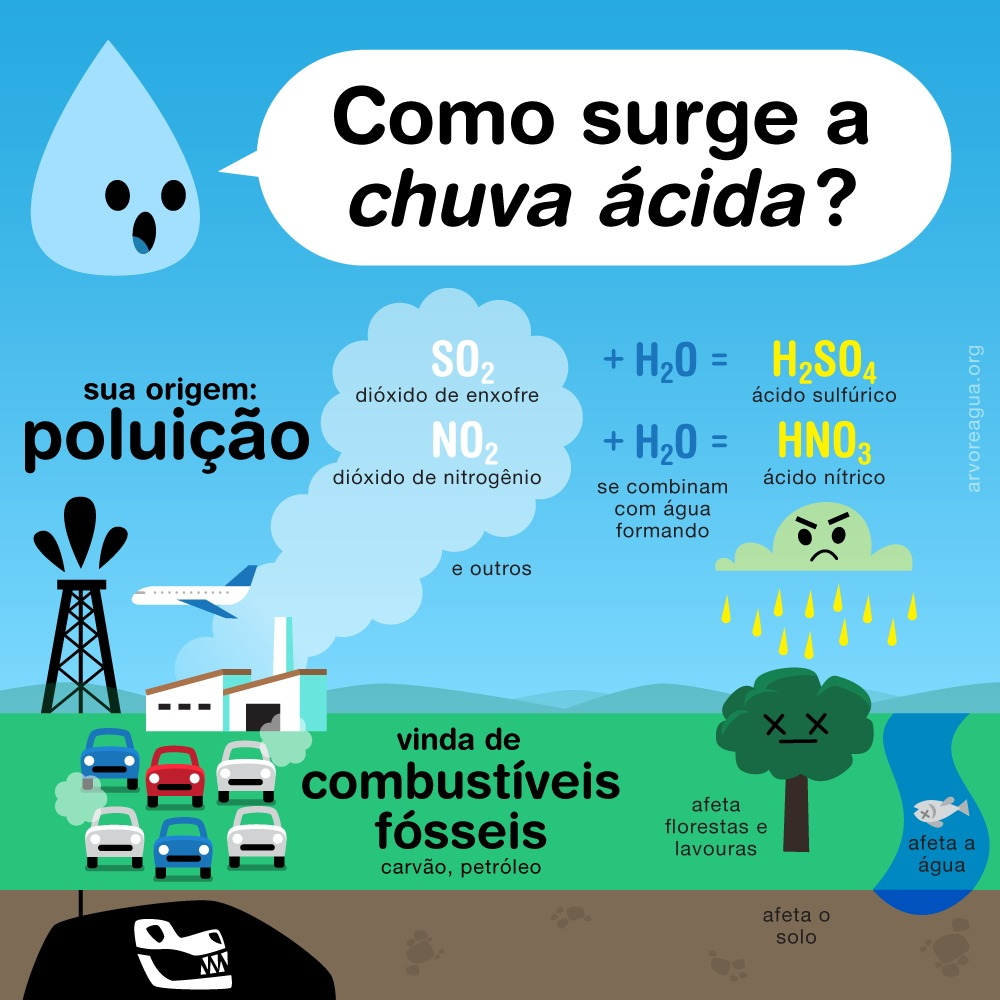 Como surge a
chuva ácida?
sua origem:
poluição
SO₂
dióxido de enxofre
+ H₂O =
H₂SO₄
ácido sulfúrico
NO₂
dióxido de nitrogênio
+ H₂O =
HNO₃
ácido nítrico
se combinam
com água
formando
e outros
arvoreagua.org
vinda de
combustíveis
fósseis
carvão, petróleo
afeta
florestas e
lavouras
afeta a
água
afeta o
solo